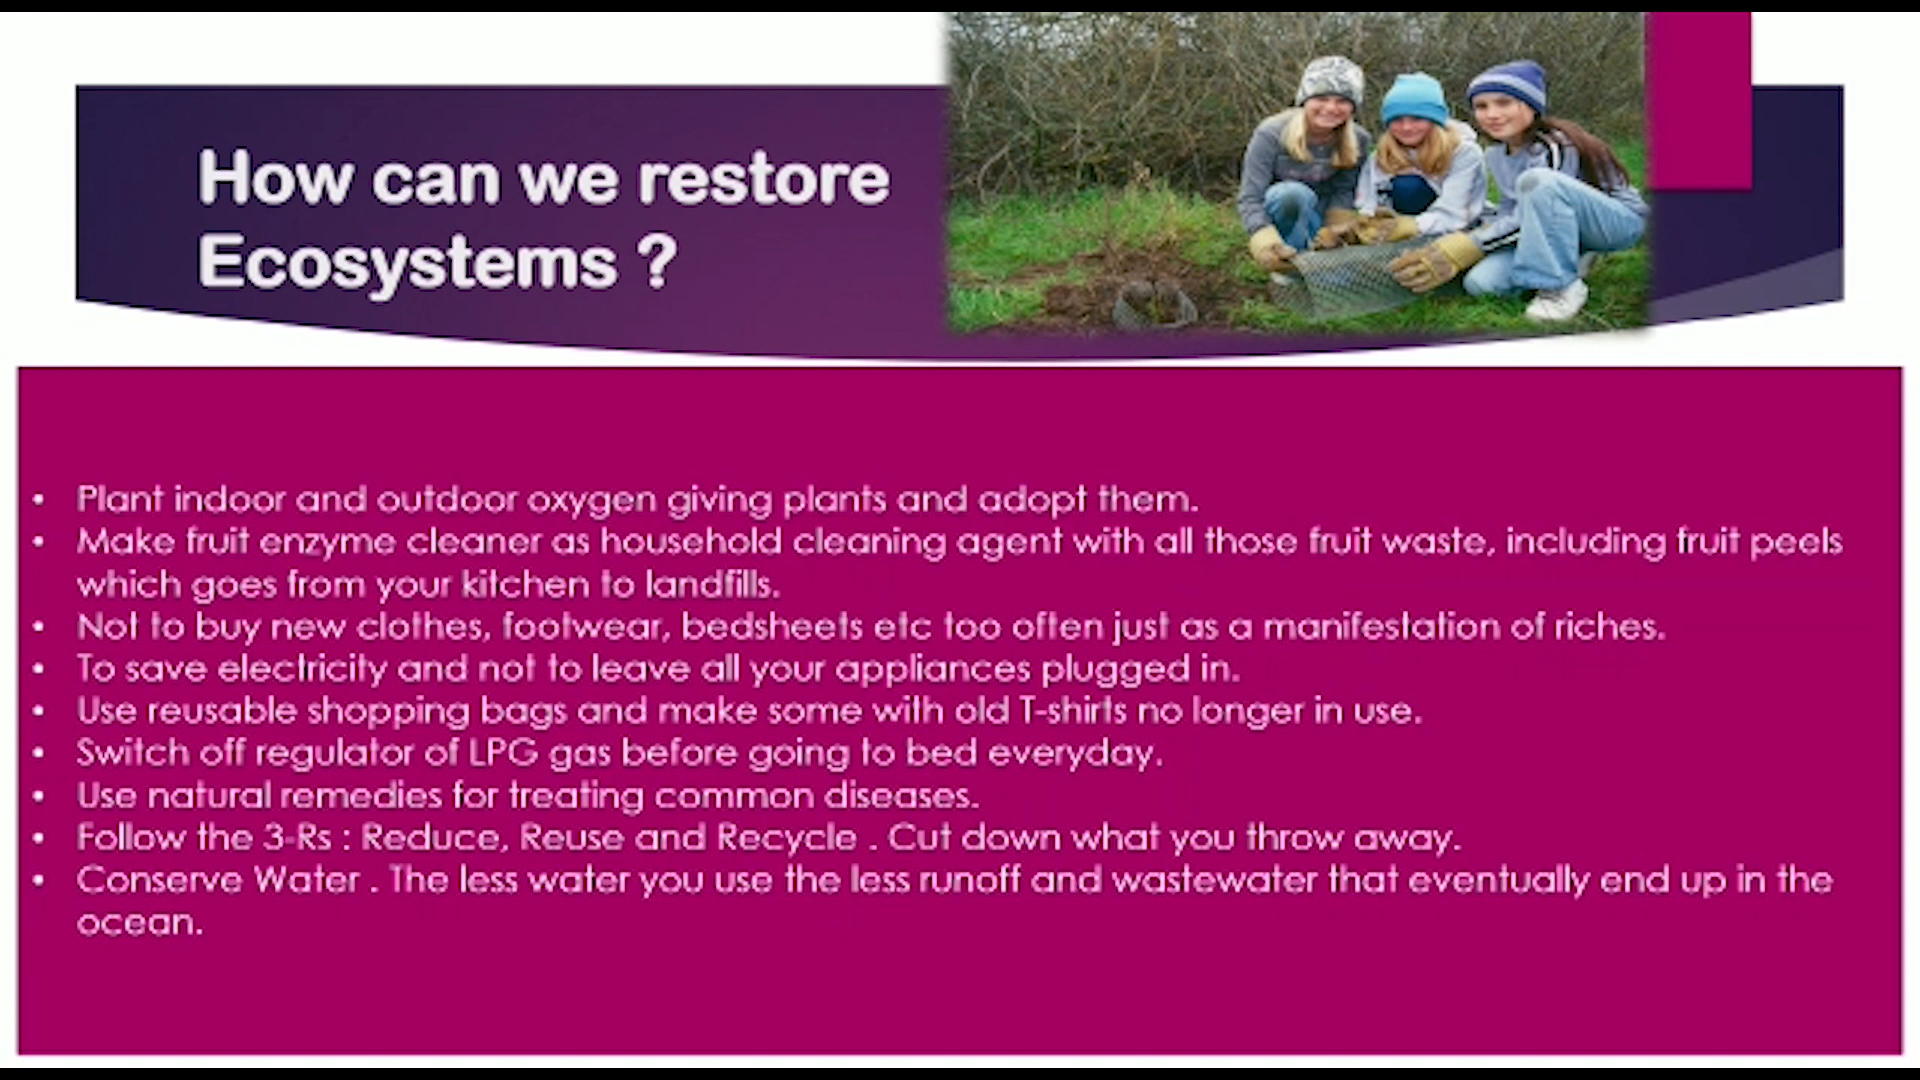 How can we restore
Ecosystems ?
• Plant indoor and outdoor oxygen giving plants and adopt them.
• Make fruit enzyme cleaner as household cleaning agent with all those fruit waste, including fruit peels
which goes from your kitchen to landfills.
• Not to buy new clothes, footwear, bedsheets etc too often just as a manifestation of riches.
• To save electricity and not to leave all your appliances plugged in.
• Use reusable shopping bags and make some with old T-shirts no longer in use.
• Switch off regulator of LPG gas before going to bed everyday.
• Use natural remedies for treating common diseases.
• Follow the 3-Rs : Reduce, Reuse and Recycle . Cut down what you throw away.
• Conserve Water . The less water you use the less runoff and wastewater that eventually end up in the
ocean.